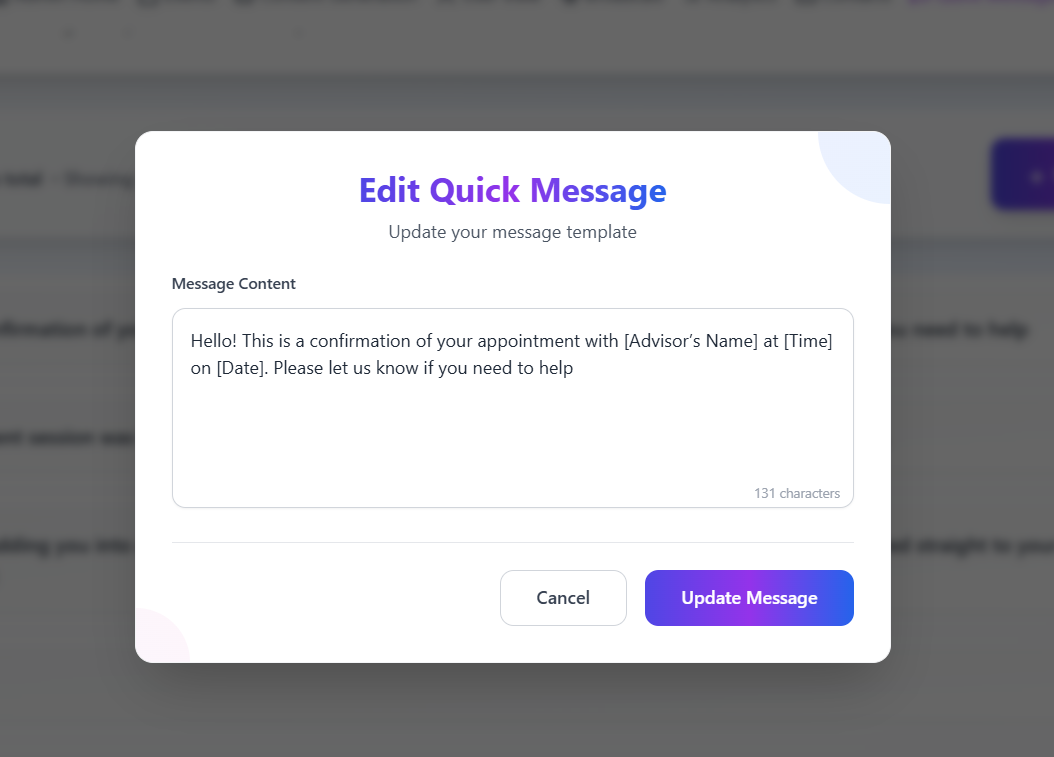 Edit Quick Message
Update your message template
Message Content
Hello! This is a confirmation of your appointment with [Advisor’s Name] at [Time]
on [Date]. Please let us know if you need to help
131 characters
Cancel
Update Message